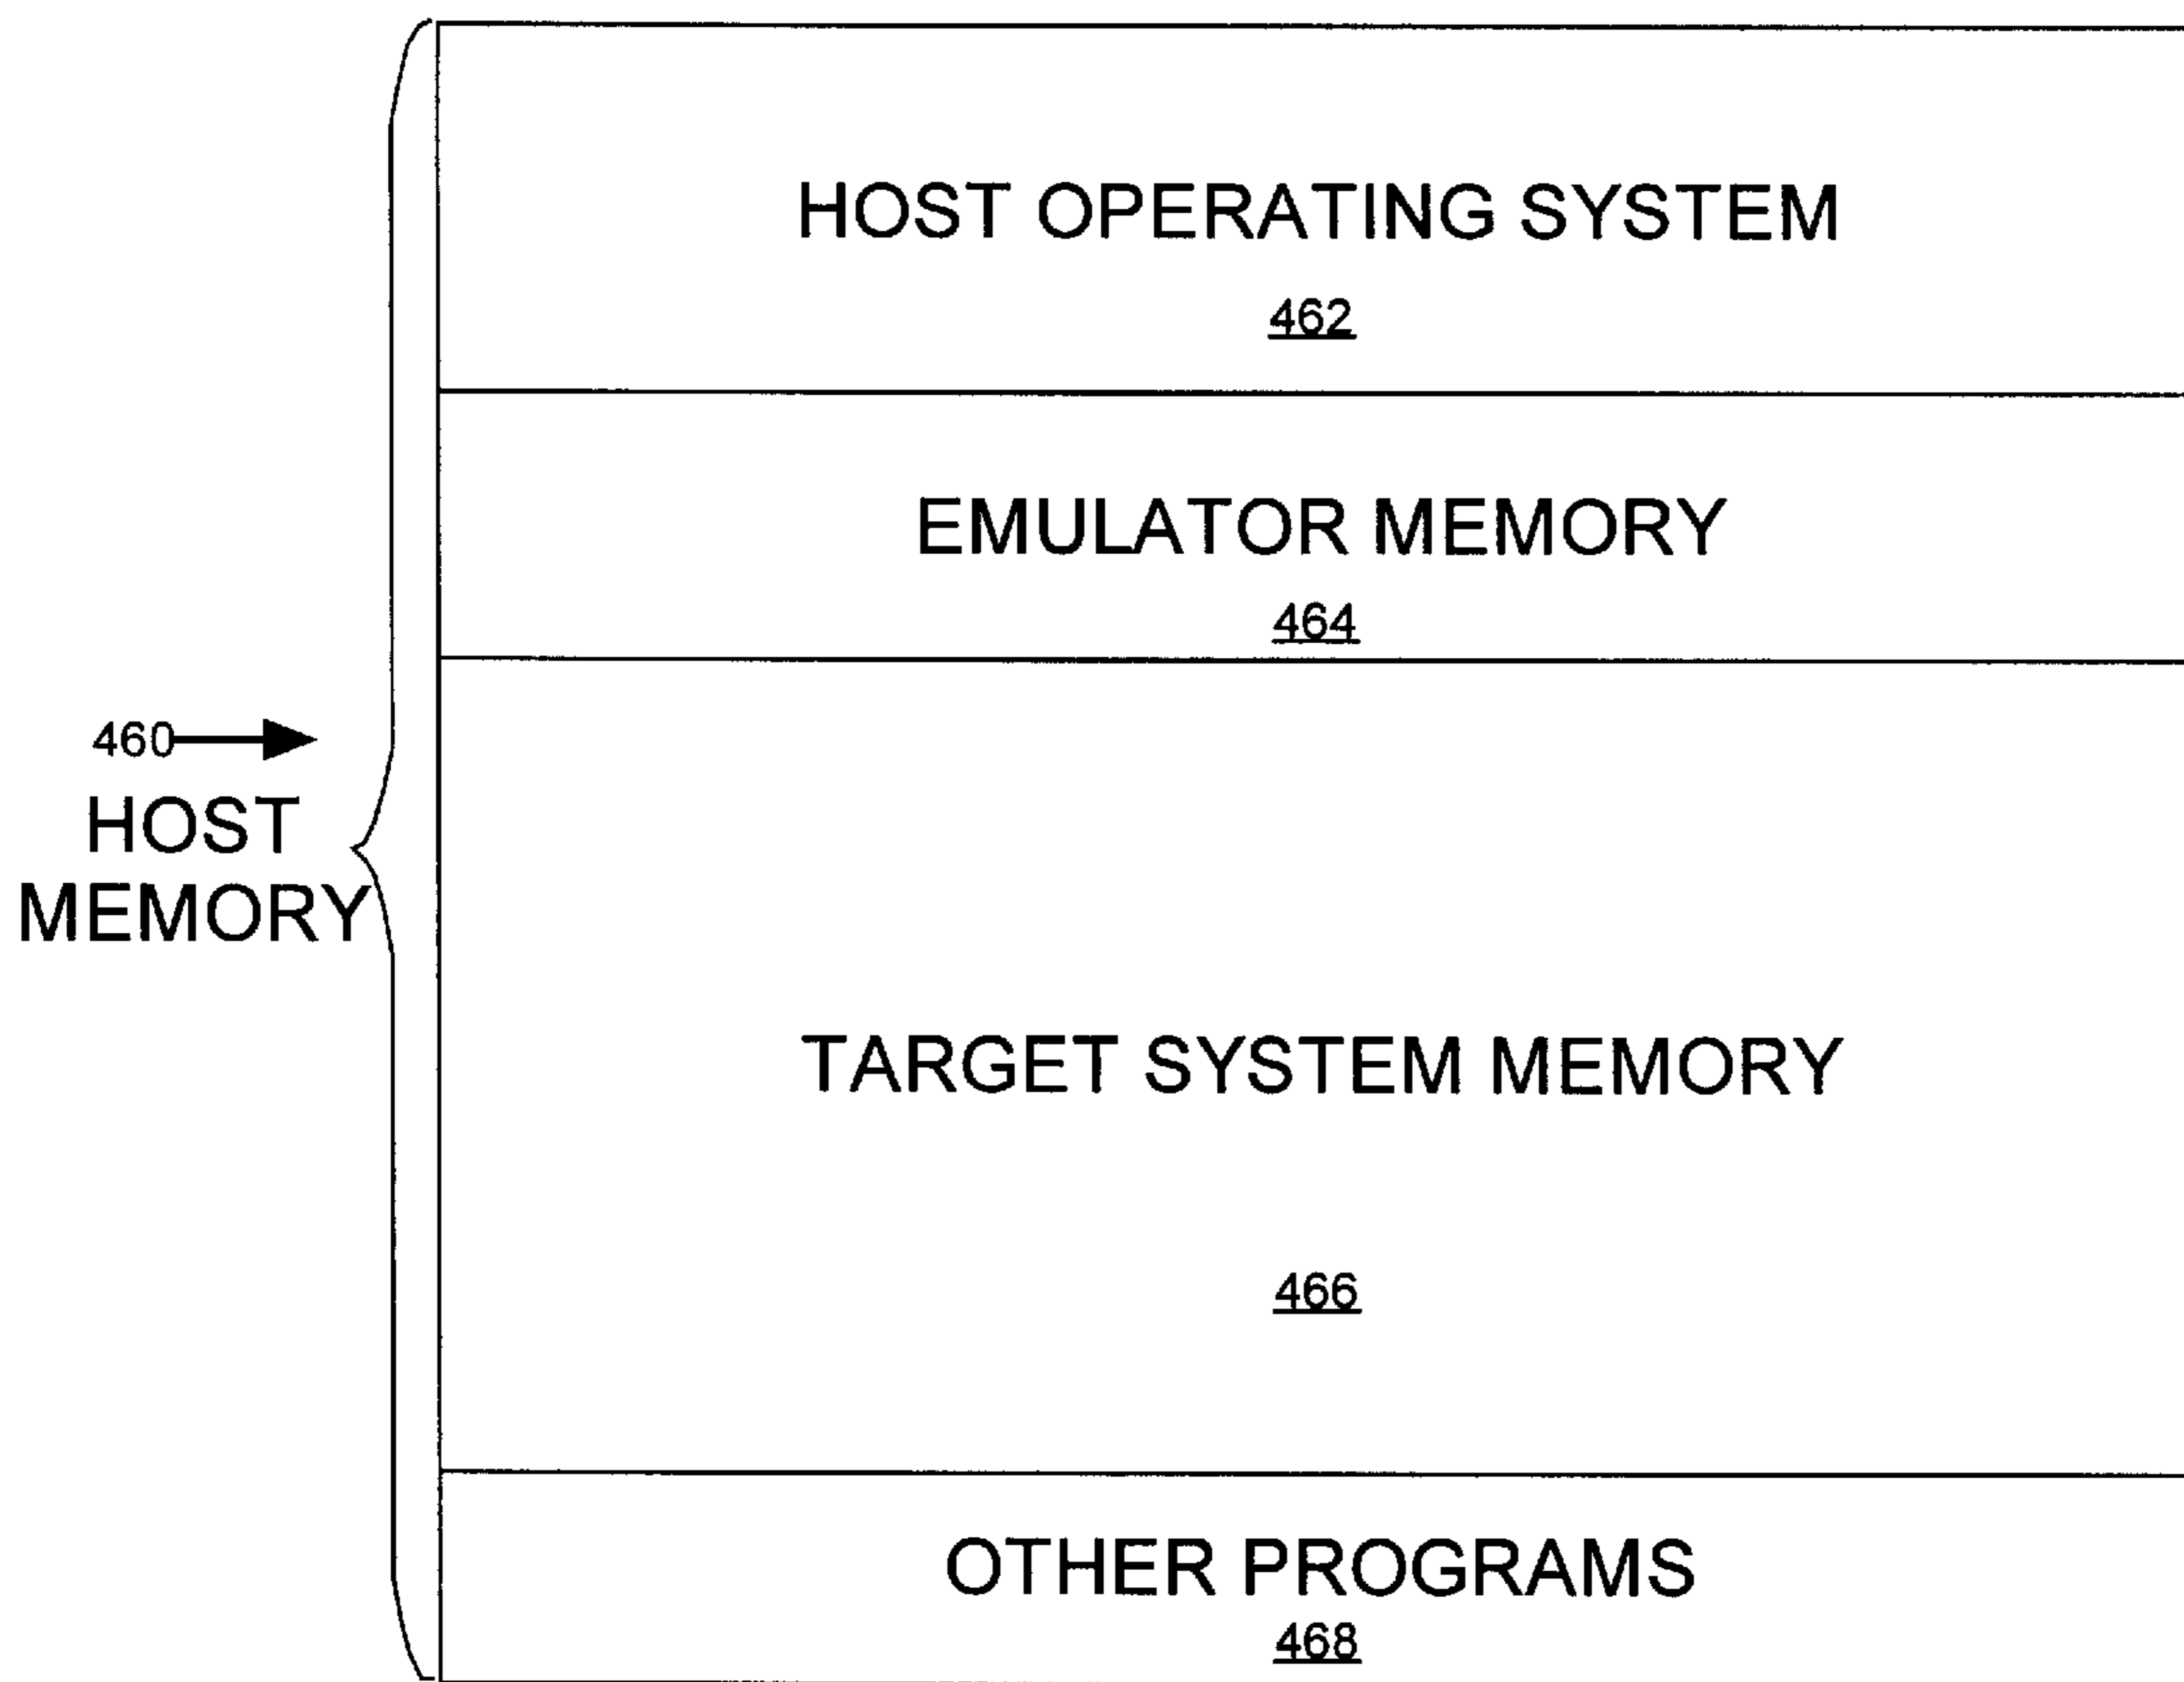 HOST OPERATING SYSTEM
462
EMULATOR MEMORY
464
460
HOST
MEMORY
TARGET SYSTEM MEMORY
466
OTHER PROGRAMS
468